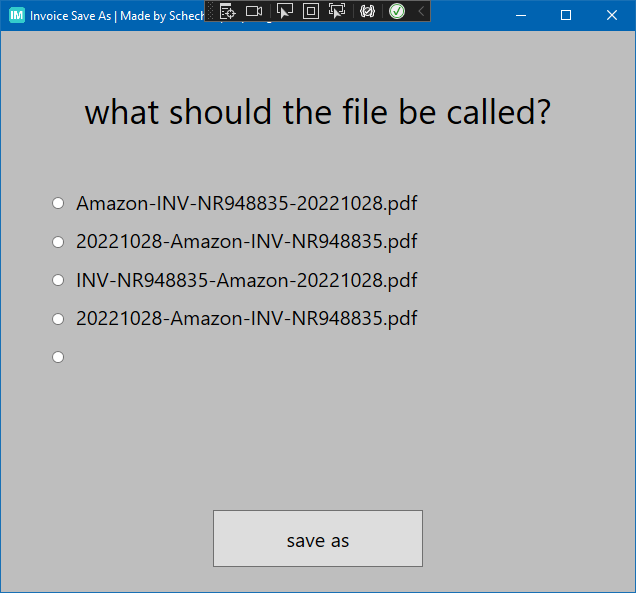 IM
Invoice Save As | Made by Schech
what should the file be called?
Amazon-INV-NR948835-20221028.pdf
20221028-Amazon-INV-NR948835.pdf
INV-NR948835-Amazon-20221028.pdf
20221028-Amazon-INV-NR948835.pdf
save as